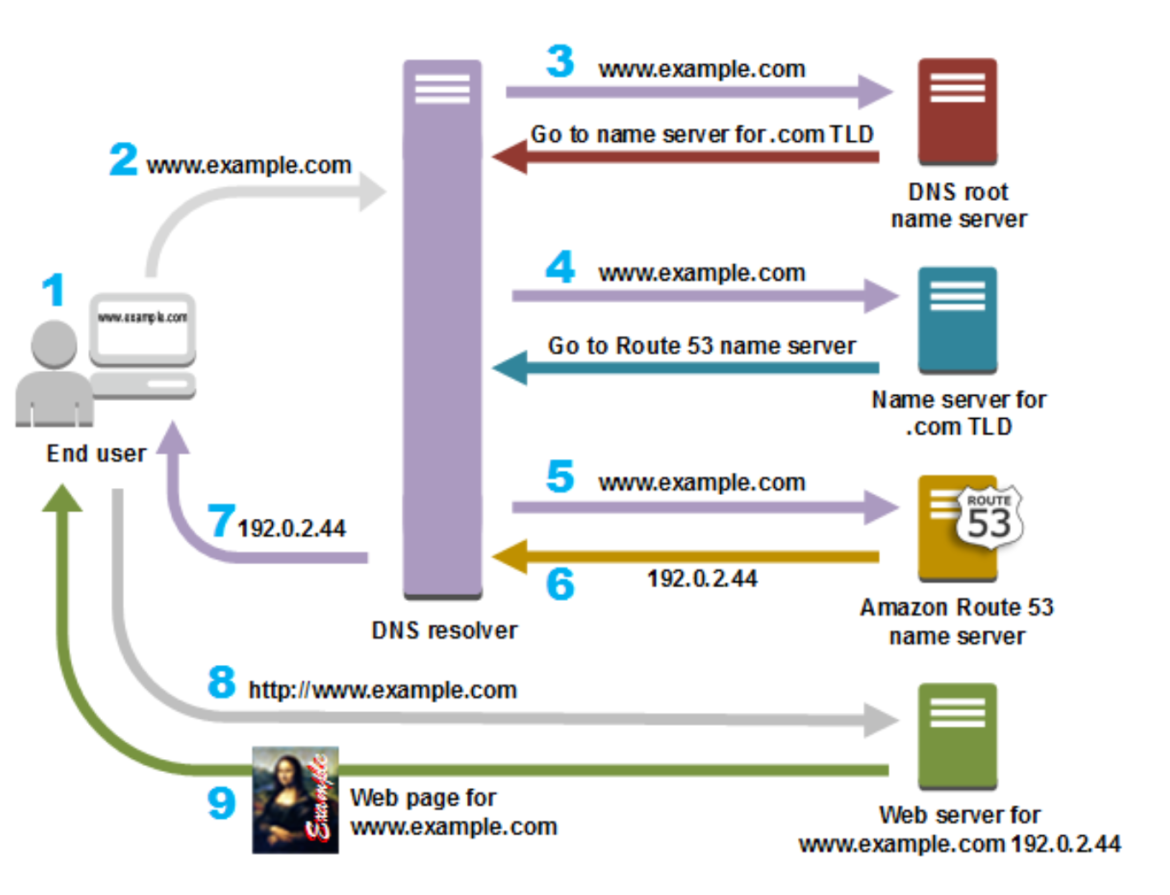 3 www.example.com
Go to name server for .com TLD
DNS root
name server
2 www.example.com
1
www.example.com
End user
4 www.example.com
Go to Route 53 name server
Name server for
.com TLD
5 www.example.com
ROUTE
53
6
192.0.2.44
Amazon Route 53
name server
7 192.0.2.44
DNS resolver
8 http://www.example.com
Web server for
www.example.com 192.0.2.44
9
Example
Web page for
www.example.com